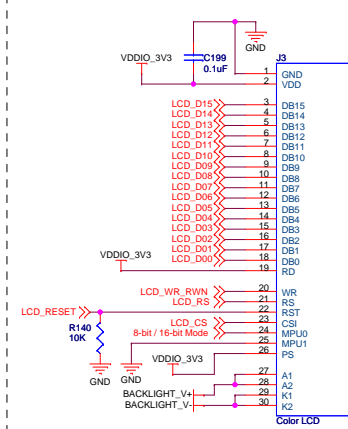 GND
VDDIO_3V3
C199
0.1uF
J3
1 GND
2 VDD
LCD_D15 3 DB15
LCD_D14 4 DB14
LCD_D13 5 DB13
LCD_D12 6 DB12
LCD_D11 7 DB11
LCD_D10 8 DB10
LCD_D09 9 DB9
LCD_D08 10 DB8
LCD_D07 11 DB7
LCD_D06 12 DB6
LCD_D05 13 DB5
LCD_D04 14 DB4
LCD_D03 15 DB3
LCD_D02 16 DB2
LCD_D01 17 DB1
LCD_D00 18 DB0
VDDIO_3V3 19 RD
LCD_WR_RWN 20 WR
LCD_RS 21 RS
LCD_RESET 22 RST
LCD_CS 23 CSI
8-bit / 16-bit Mode 24 MPU0
R140
10K
25 MPU1
VDDIO_3V3 26 PS
GND GND
27 A1
BACKLIGHT_V+ 28 A2
29 K1
BACKLIGHT_V- 30 K2
Color LCD